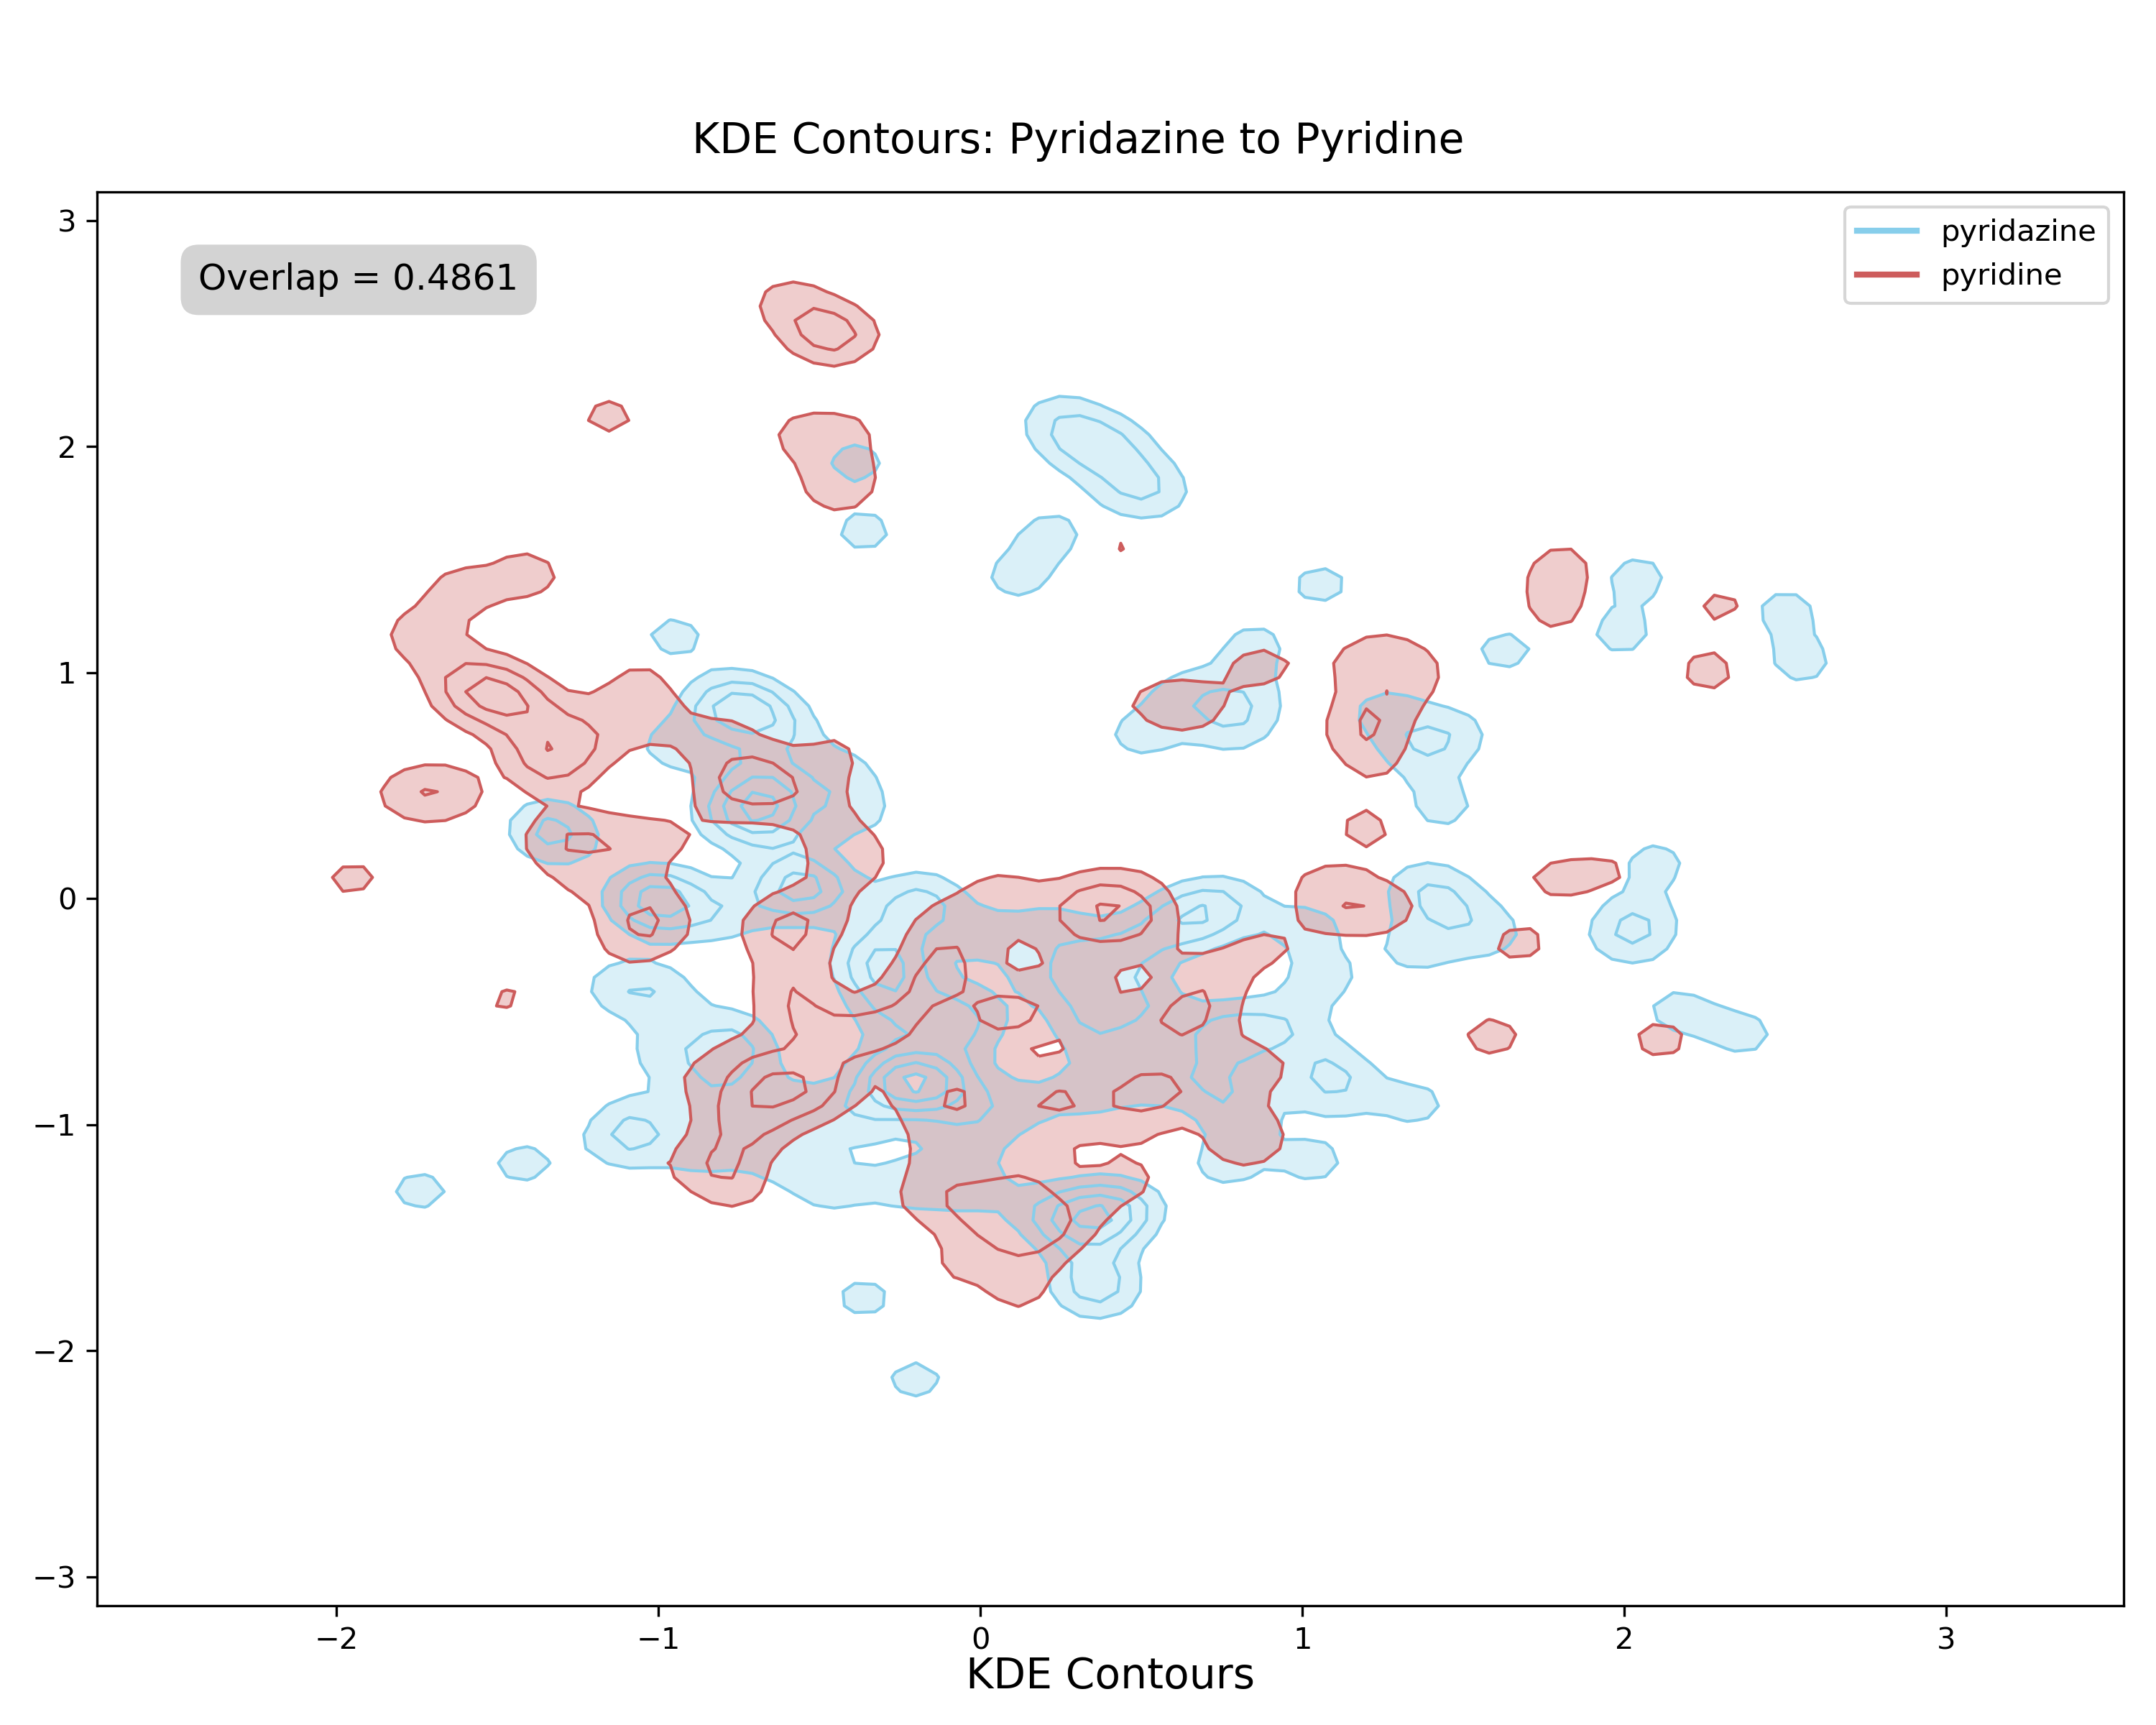 KDE Contours: Pyridazine to Pyridine
Overlap = 0.4861
pyridazine
pyridine
3
2
1
0
−1
−2
−3
−2
−1
0
1
2
3
KDE Contours